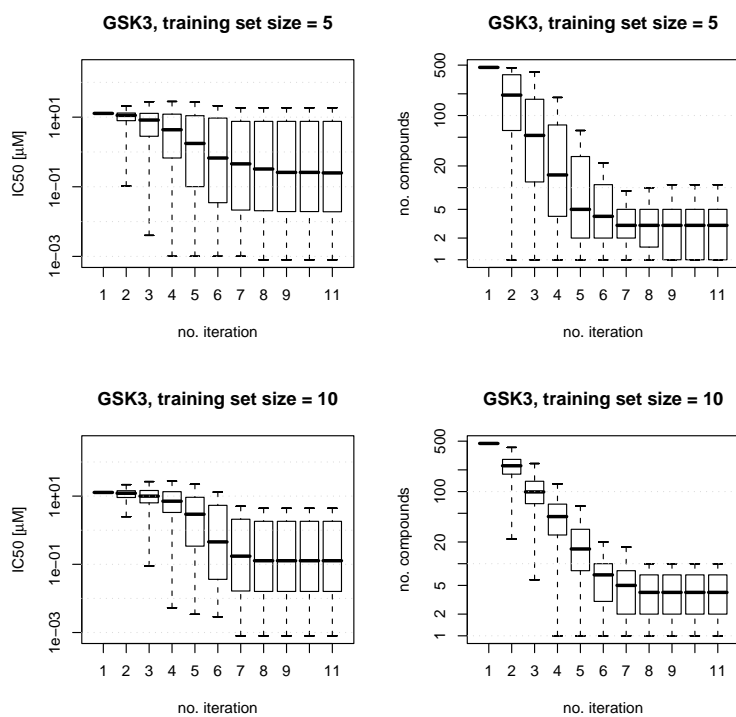 GSK3, training set size = 5
IC50 [µM]
1e+01
1e-01
1e-03
1 2 3 4 5 6 7 8 9 11
no. iteration
GSK3, training set size = 5
no. compounds
500
100
20
5
2
1
1 2 3 4 5 6 7 8 9 11
no. iteration
GSK3, training set size = 10
IC50 [µM]
1e+01
1e-01
1e-03
1 2 3 4 5 6 7 8 9 11
no. iteration
GSK3, training set size = 10
no. compounds
500
100
20
5
2
1
1 2 3 4 5 6 7 8 9 11
no. iteration